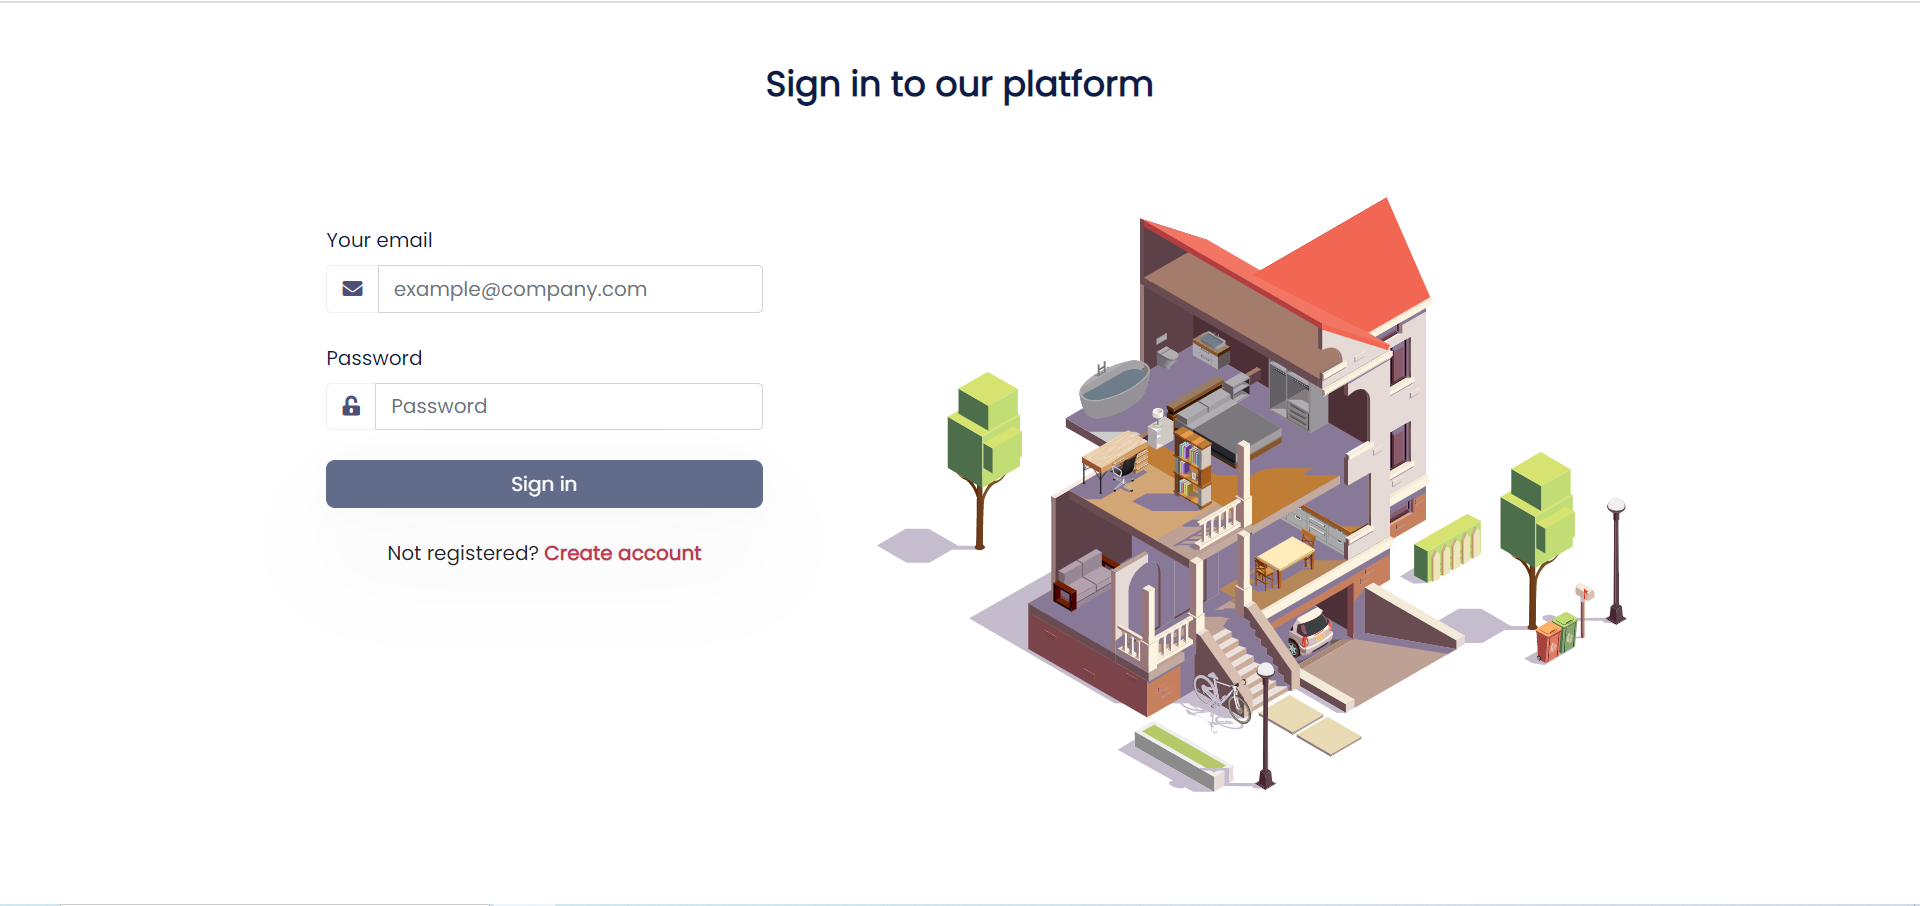 Sign in to our platform
Your email
example@company.com
Password
Password
Sign in
Not registered? Create account